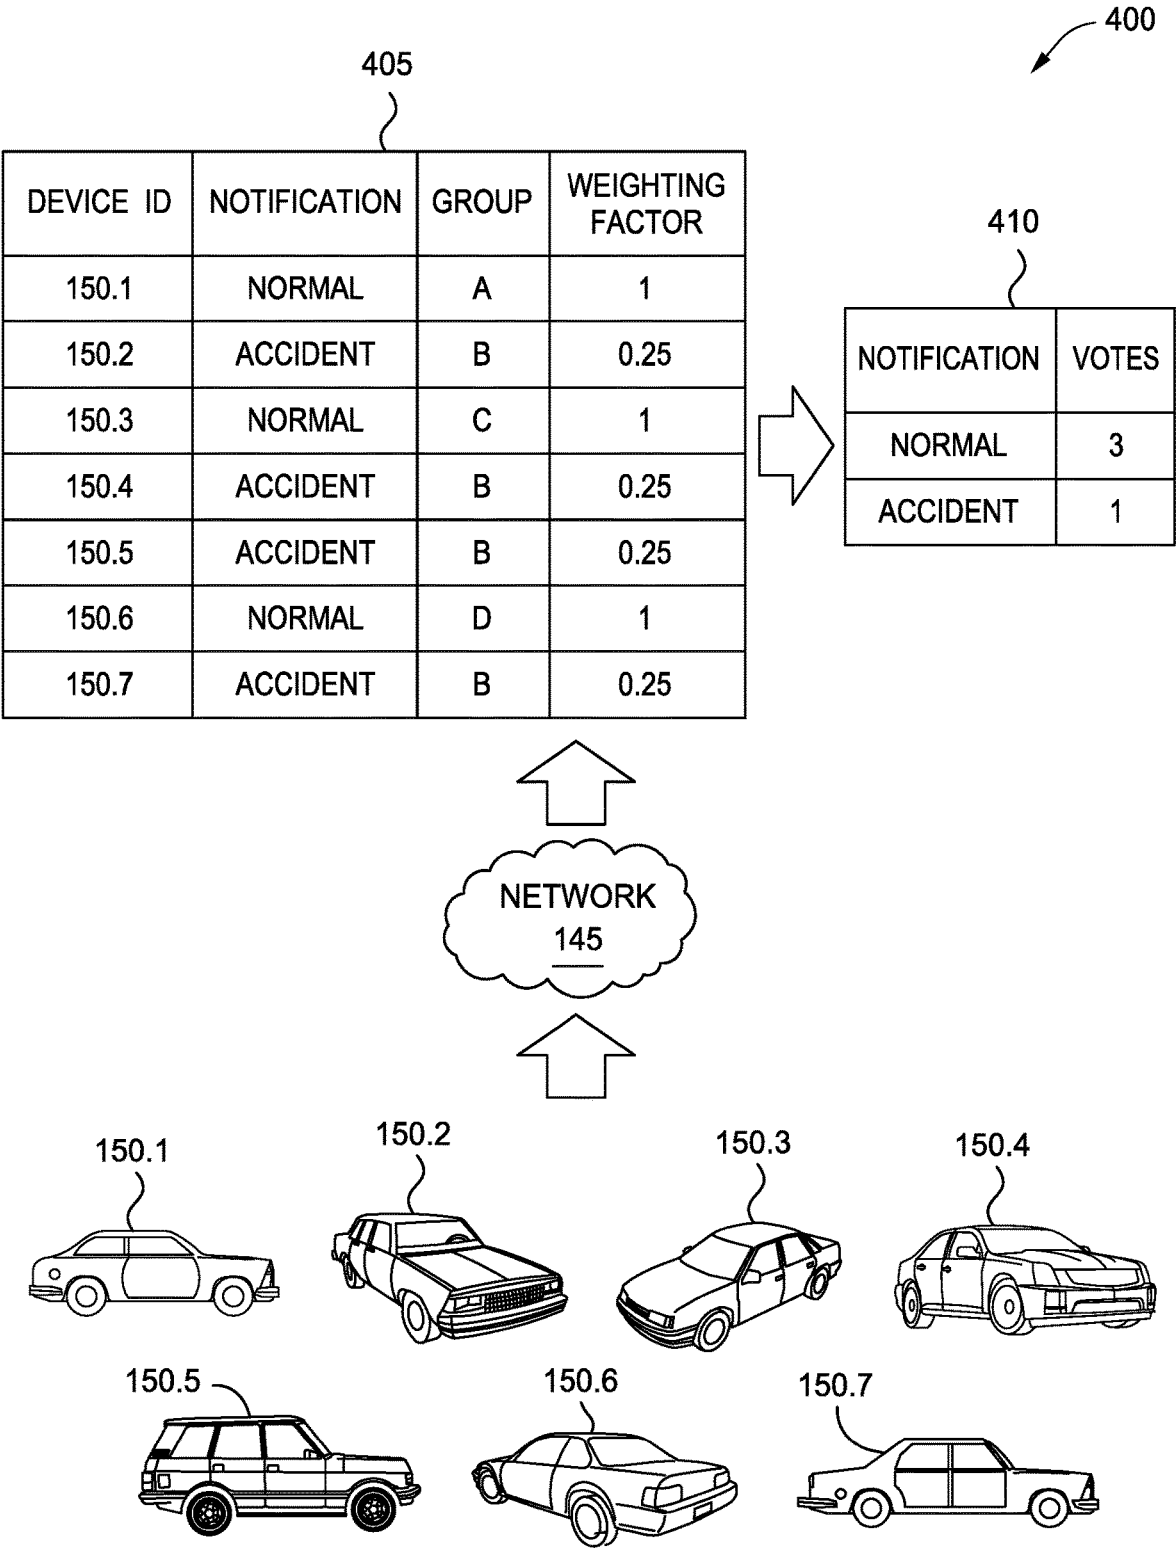 400
405
DEVICE ID NOTIFICATION GROUP WEIGHTING FACTOR
150.1 NORMAL A 1
150.2 ACCIDENT B 0.25
150.3 NORMAL C 1
150.4 ACCIDENT B 0.25
150.5 ACCIDENT B 0.25
150.6 NORMAL D 1
150.7 ACCIDENT B 0.25
410
NOTIFICATION VOTES
NORMAL 3
ACCIDENT 1
NETWORK
145
150.1 150.2 150.3 150.4
150.5 150.6 150.7